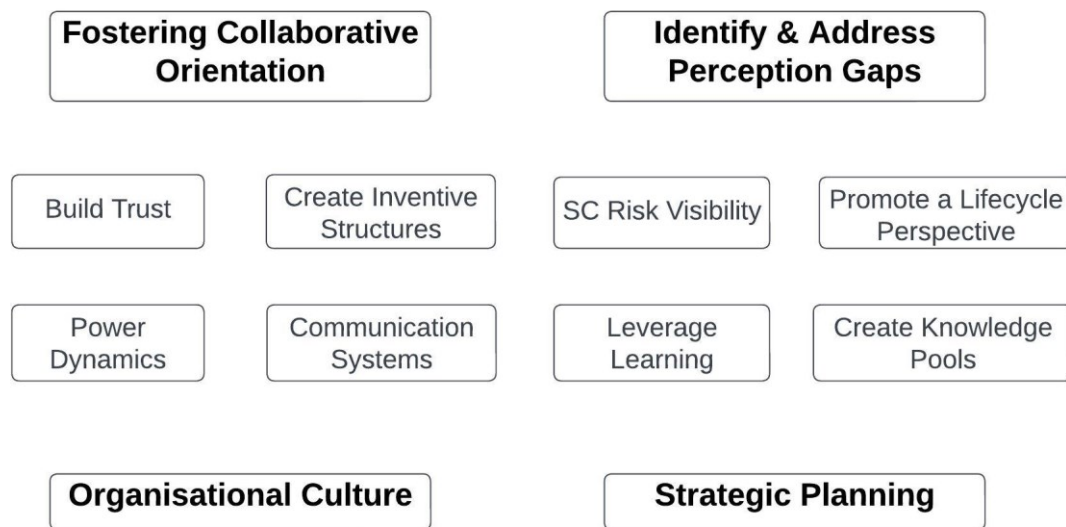 Fostering Collaborative
Orientation
Identify & Address
Perception Gaps
Build Trust
Create Inventive
Structures
SC Risk Visibility
Promote a Lifecycle
Perspective
Power
Dynamics
Communication
Systems
Leverage
Learning
Create Knowledge
Pools
Organisational Culture
Strategic Planning